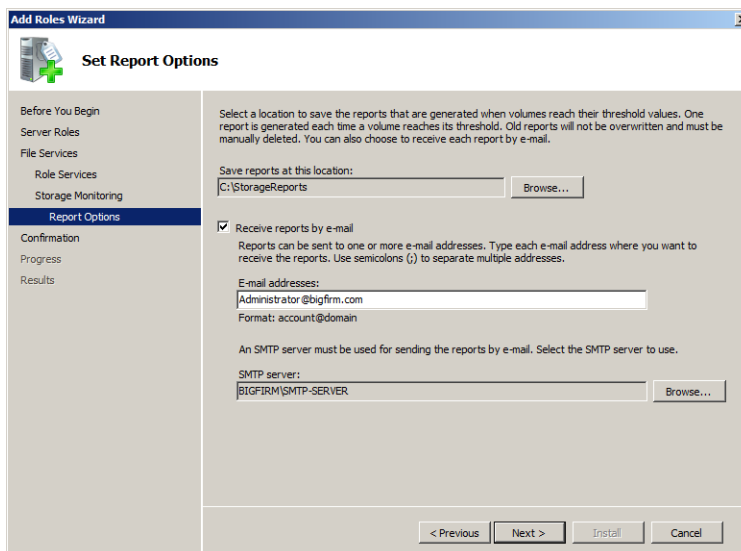 Add Roles Wizard
Set Report Options
Before You Begin
Server Roles
File Services
Role Services
Storage Monitoring
Report Options
Confirmation
Progress
Results
Select a location to save the reports that are generated when volumes reach their threshold values. One
report is generated each time a volume reaches its threshold. Old reports will not be overwritten and must be
manually deleted. You can also choose to receive each report by e-mail.
Save reports at this location:
C:\StorageReports
Browse...
Receive reports by e-mail
Reports can be sent to one or more e-mail addresses. Type each e-mail address where you want to
receive the reports. Use semicolons (;) to separate multiple addresses.
E-mail addresses:
Administrator@bigfirm.com
Format: account@domain
An SMTP server must be used for sending the reports by e-mail. Select the SMTP server to use.
SMTP server:
BIGFIRM\SMTP-SERVER
Browse...
< Previous
Next >
Install
Cancel